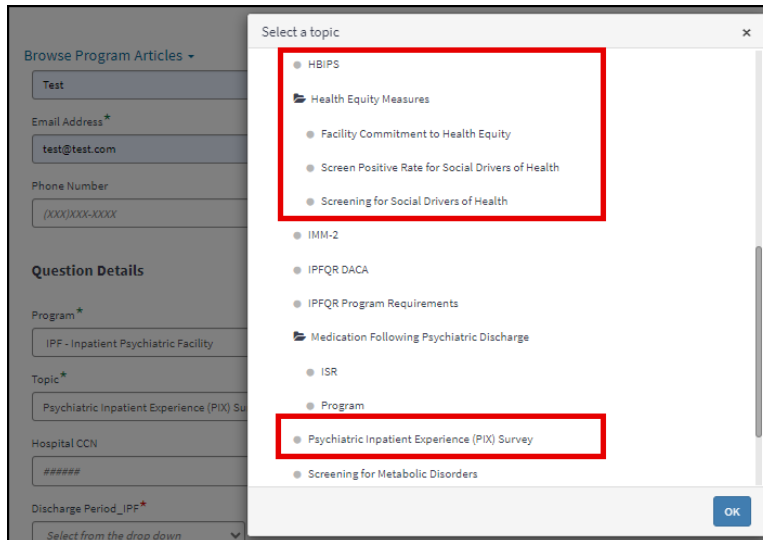 Browse Program Articles
Test
Email Address*
test@test.com
Phone Number
(XXX)XXX-XXXX
Question Details
Program*
IPF - Inpatient Psychiatric Facility
Topic*
Psychiatric Inpatient Experience (PIX) Su
Hospital CCN
######
Discharge Period_IPF*
Select from the drop down
Select a topic
×
HBIPS
Health Equity Measures
Facility Commitment to Health Equity
Screen Positive Rate for Social Drivers of Health
Screening for Social Drivers of Health
IMM-2
IPFQR DACA
IPFQR Program Requirements
Medication Following Psychiatric Discharge
ISR
Program
Psychiatric Inpatient Experience (PIX) Survey
Screening for Metabolic Disorders
OK